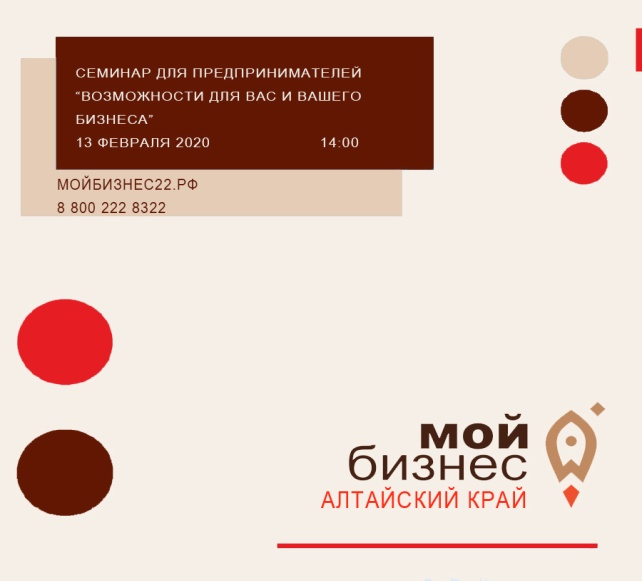 СЕМИНАР ДЛЯ ПРЕДПРИНИМАТЕЛЕЙ
“ВОЗМОЖНОСТИ ДЛЯ ВАС И ВАШЕГО
БИЗНЕСА”
13 ФЕВРАЛЯ 2020 14:00
МОЙБИЗНЕС22.РФ
8 800 222 8322
мой
бизнес
АЛТАЙСКИЙ КРАЙ